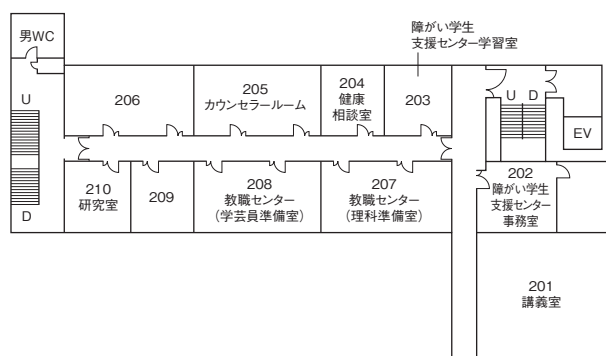 障がい学生
支援センター学習室
男WC
U
D
206
205
カウンセラールーム
204
健康
相談室
203
U D
EV
210
研究室
209
208
教職センター
（学芸員準備室）
207
教職センター
（理科準備室）
202
障がい学生
支援センター
事務室
201
講義室